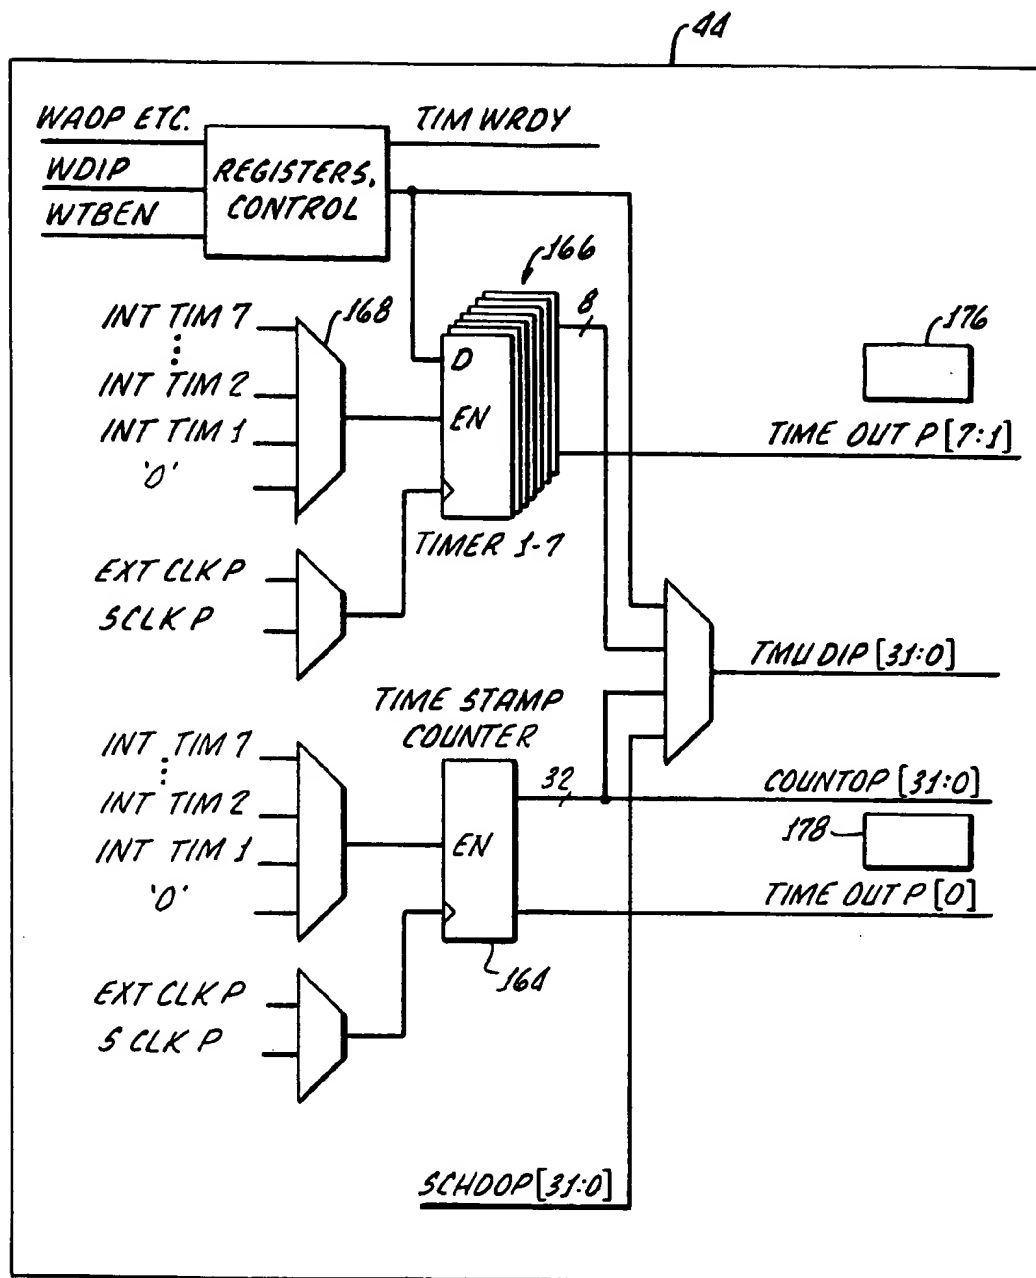 44
WAOP ETC.
WDIP
WTBEN
REGISTERS,
CONTROL
TIM WRDY
166
8
INT TIM 7
168
INT TIM 2
INT TIM 1
'0'
D
EN
176
TIME OUT P [7:1]
TIMER 1-7
EXT CLK P
SCLK P
TMU DIP [31:0]
TIME STAMP
COUNTER
INT TIM 7
INT TIM 2
INT TIM 1
'0'
32
EN
COUNTOP [31:0]
178
TIME OUT P [0]
164
EXT CLK P
S CLK P
SCHDOP [31:0]